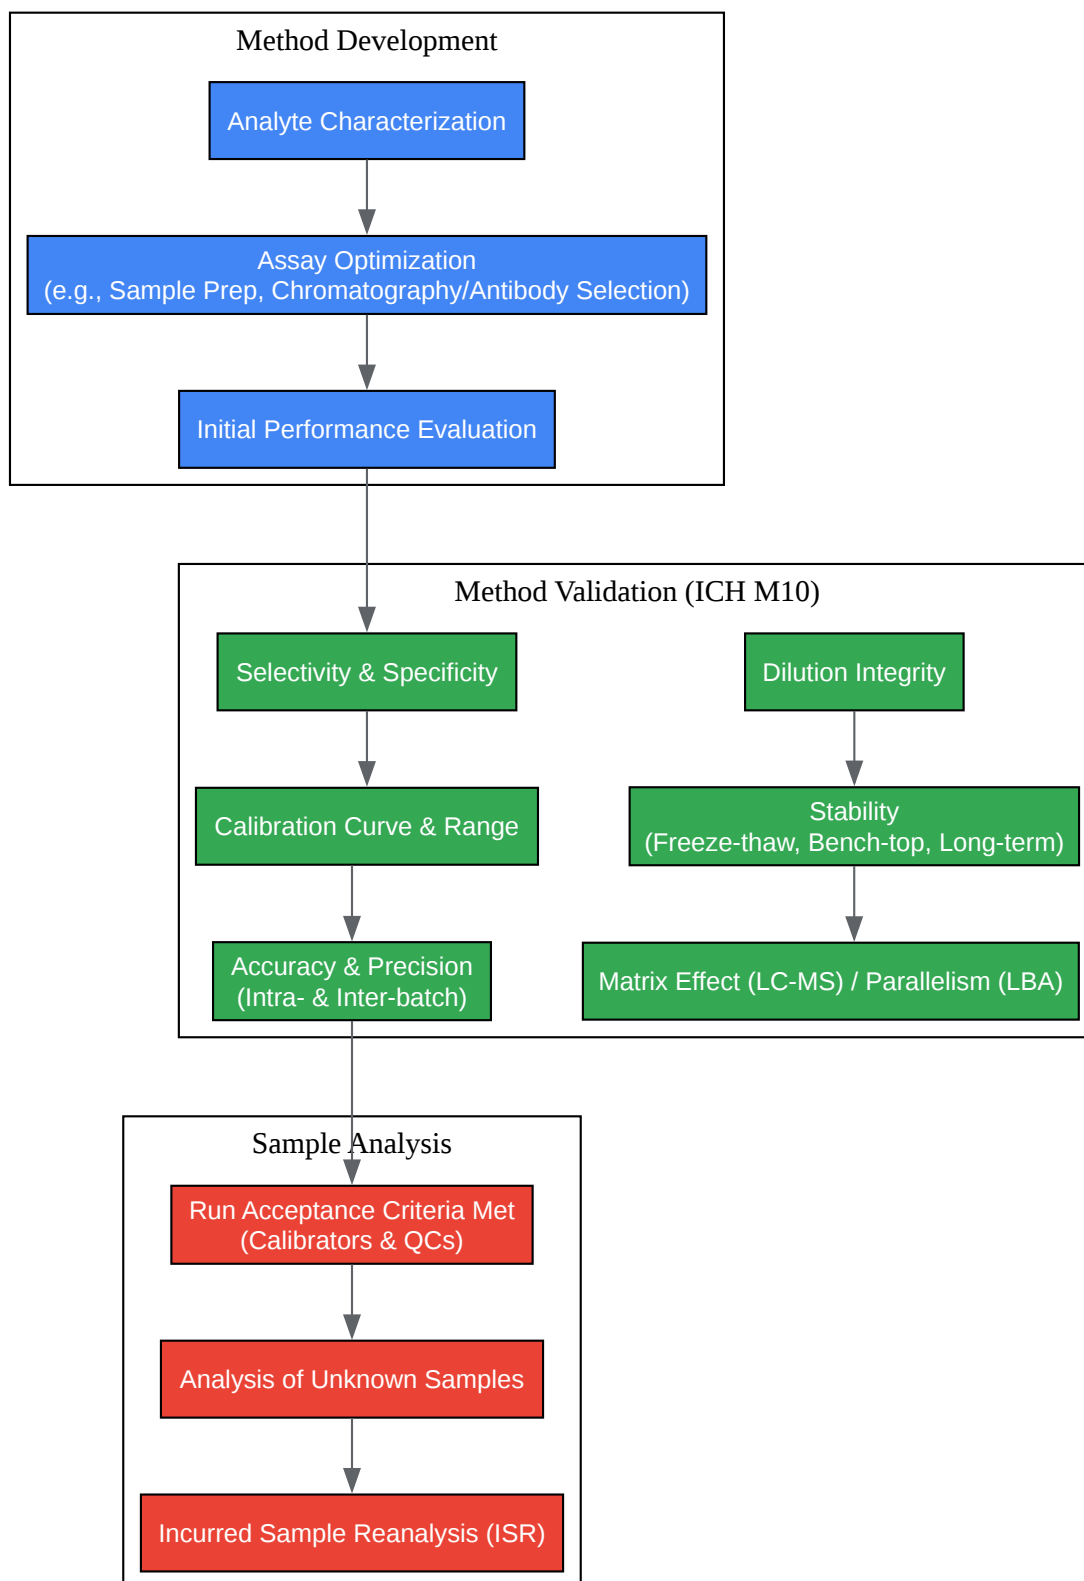 Method Development
Analyte Characterization
Assay Optimization
(e.g., Sample Prep, Chromatography/Antibody Selection)
Initial Performance Evaluation
Method Validation (ICH M10)
Selectivity & Specificity
Calibration Curve & Range
Accuracy & Precision
(Intra- & Inter-batch)
Dilution Integrity
Stability
(Freeze-thaw, Bench-top, Long-term)
Matrix Effect (LC-MS) / Parallelism (LBA)
Sample Analysis
Run Acceptance Criteria Met
(Calibrators & QCs)
Analysis of Unknown Samples
Incurred Sample Reanalysis (ISR)